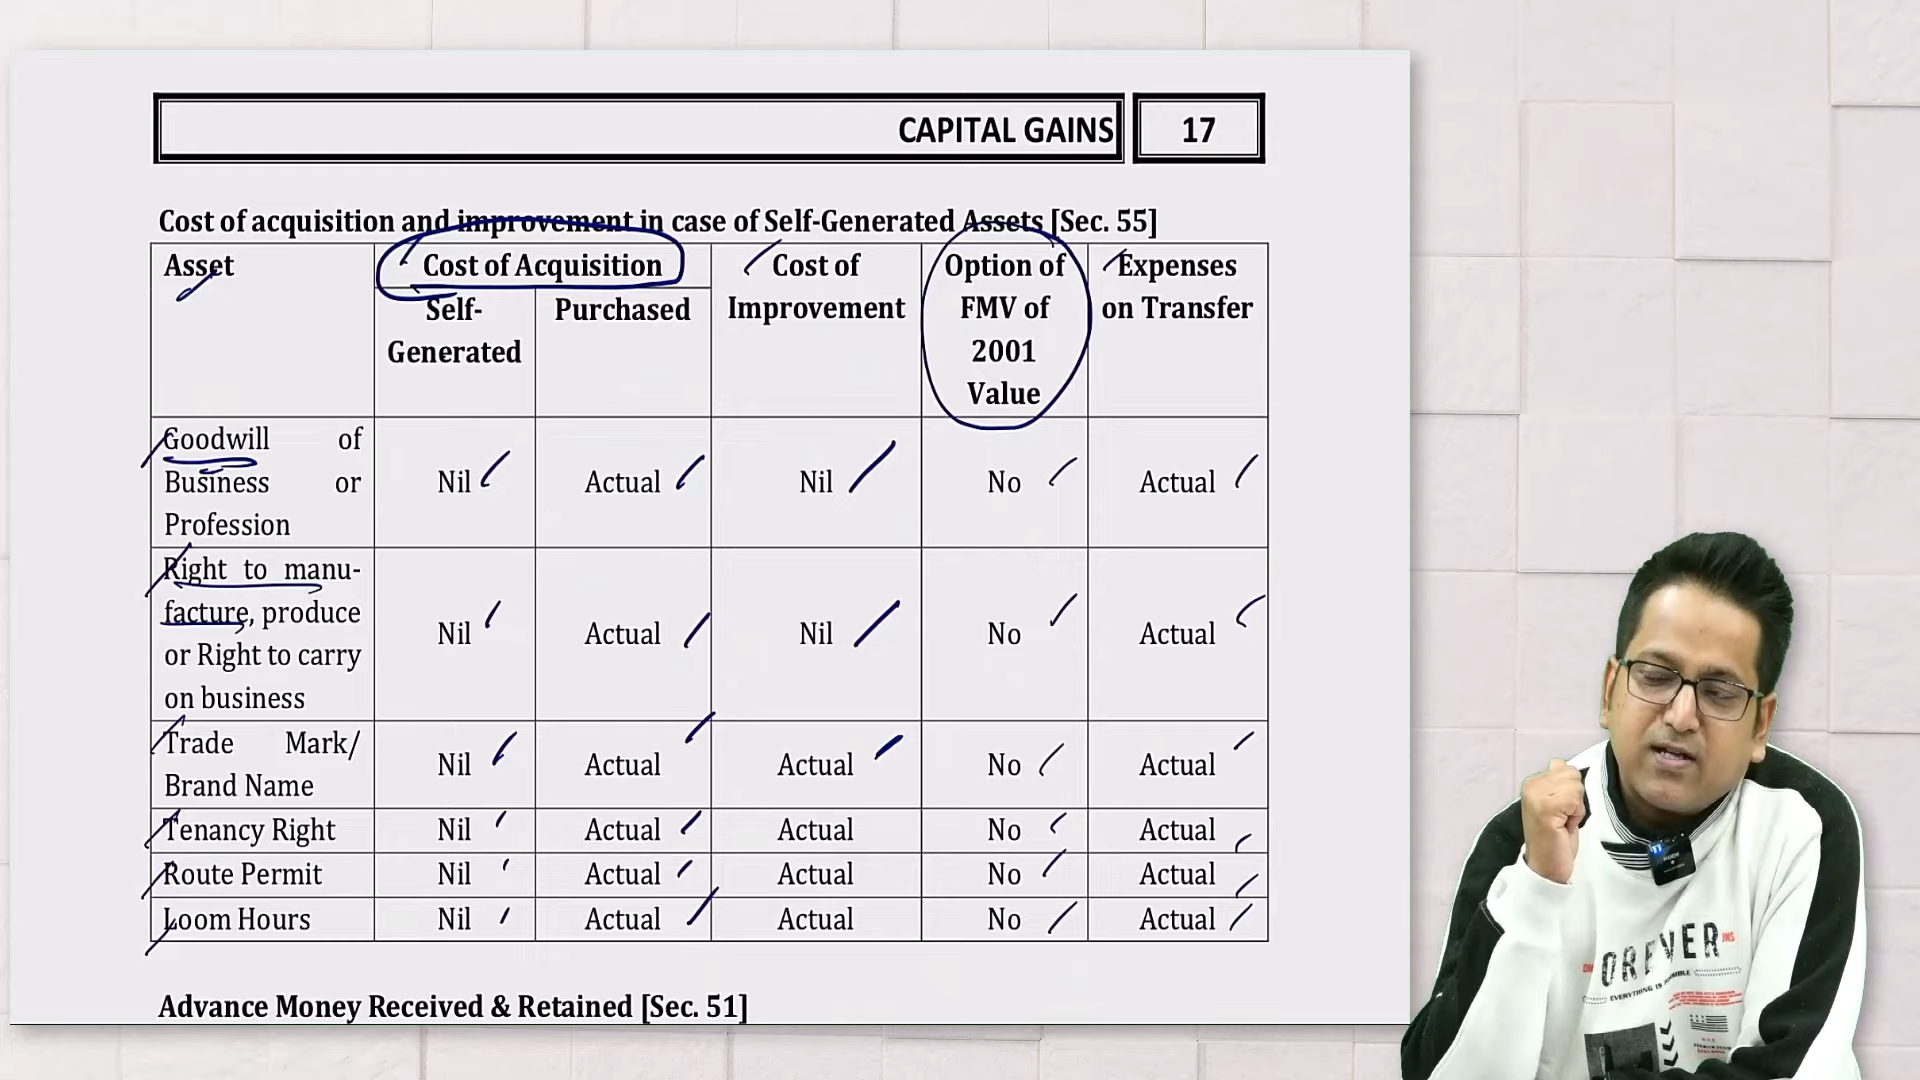 CAPITAL GAINS 17
Cost of acquisition and improvement in case of Self-Generated Assets [Sec. 55]
Asset Cost of Acquisition Cost of Improvement Option of FMV of 2001 Value Expenses on Transfer
Self-Generated Purchased
Goodwill of Business or Profession Nil Actual Nil No Actual
Right to manu-facture, produce or Right to carry on business Nil Actual Nil No Actual
Trade Mark/ Brand Name Nil Actual Actual No Actual
Tenancy Right Nil Actual Actual No Actual
Route Permit Nil Actual Actual No Actual
Loom Hours Nil Actual Actual No Actual
Advance Money Received & Retained [Sec. 51]
FOREVER